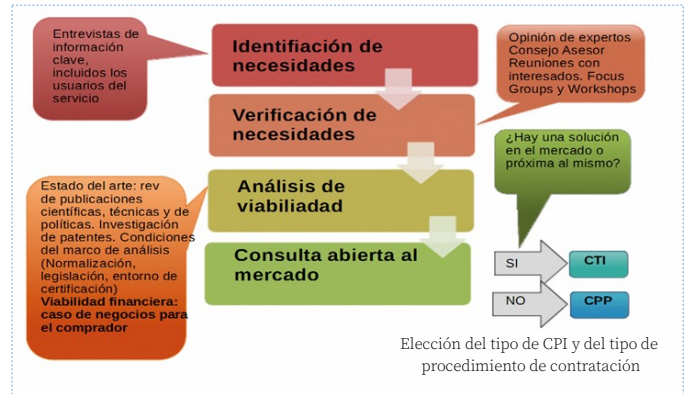 Entrevistas de
información
clave,
incluidos los
usuarios del
servicio
Identifiación de
necesidades
Opinión de expertos
Consejo Asesor
Reuniones con
interesados. Focus
Groups y Workshops
Verificación de
necesidades
¿Hay una solución
en el mercado o
próxima al mismo?
Estado del arte: rev
de publicaciones
científicas, técnicas y de
políticas. Investigación
de patentes. Condiciones
del marco de análisis
(Normalización,
legislación, entorno de
certificación)
Viabilidad financiera:
caso de negocios para
el comprador
Análisis de
viabiliadad
Consulta abierta al
mercado
SI
CTI
NO
CPP
Elección del tipo de CPI y del tipo de
procedimiento de contratación